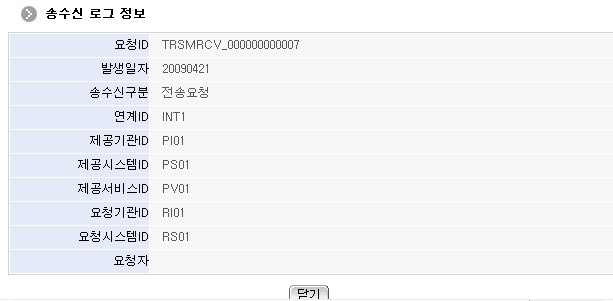 송수신 로그 정보
요청ID TRSMRCV_000000000007
발생일자 20090421
송수신구분 전송요청
연계ID INT1
제공기관ID PI01
제공시스템ID PS01
제공서비스ID PV01
요청기관ID RI01
요청시스템ID RS01
요청자
닫기